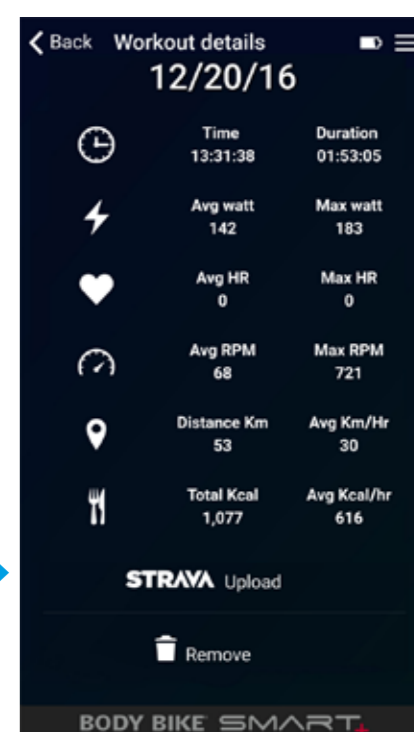 Back Workout details
12/20/16
Time Duration
13:31:38 01:53:05
Avg watt Max watt
142 183
Avg HR Max HR
0 0
Avg RPM Max RPM
68 721
Distance Km Avg Km/Hr
53 30
Total Kcal Avg Kcal/hr
1,077 616
STRAVA Upload
Remove
BODY BIKE SMART+